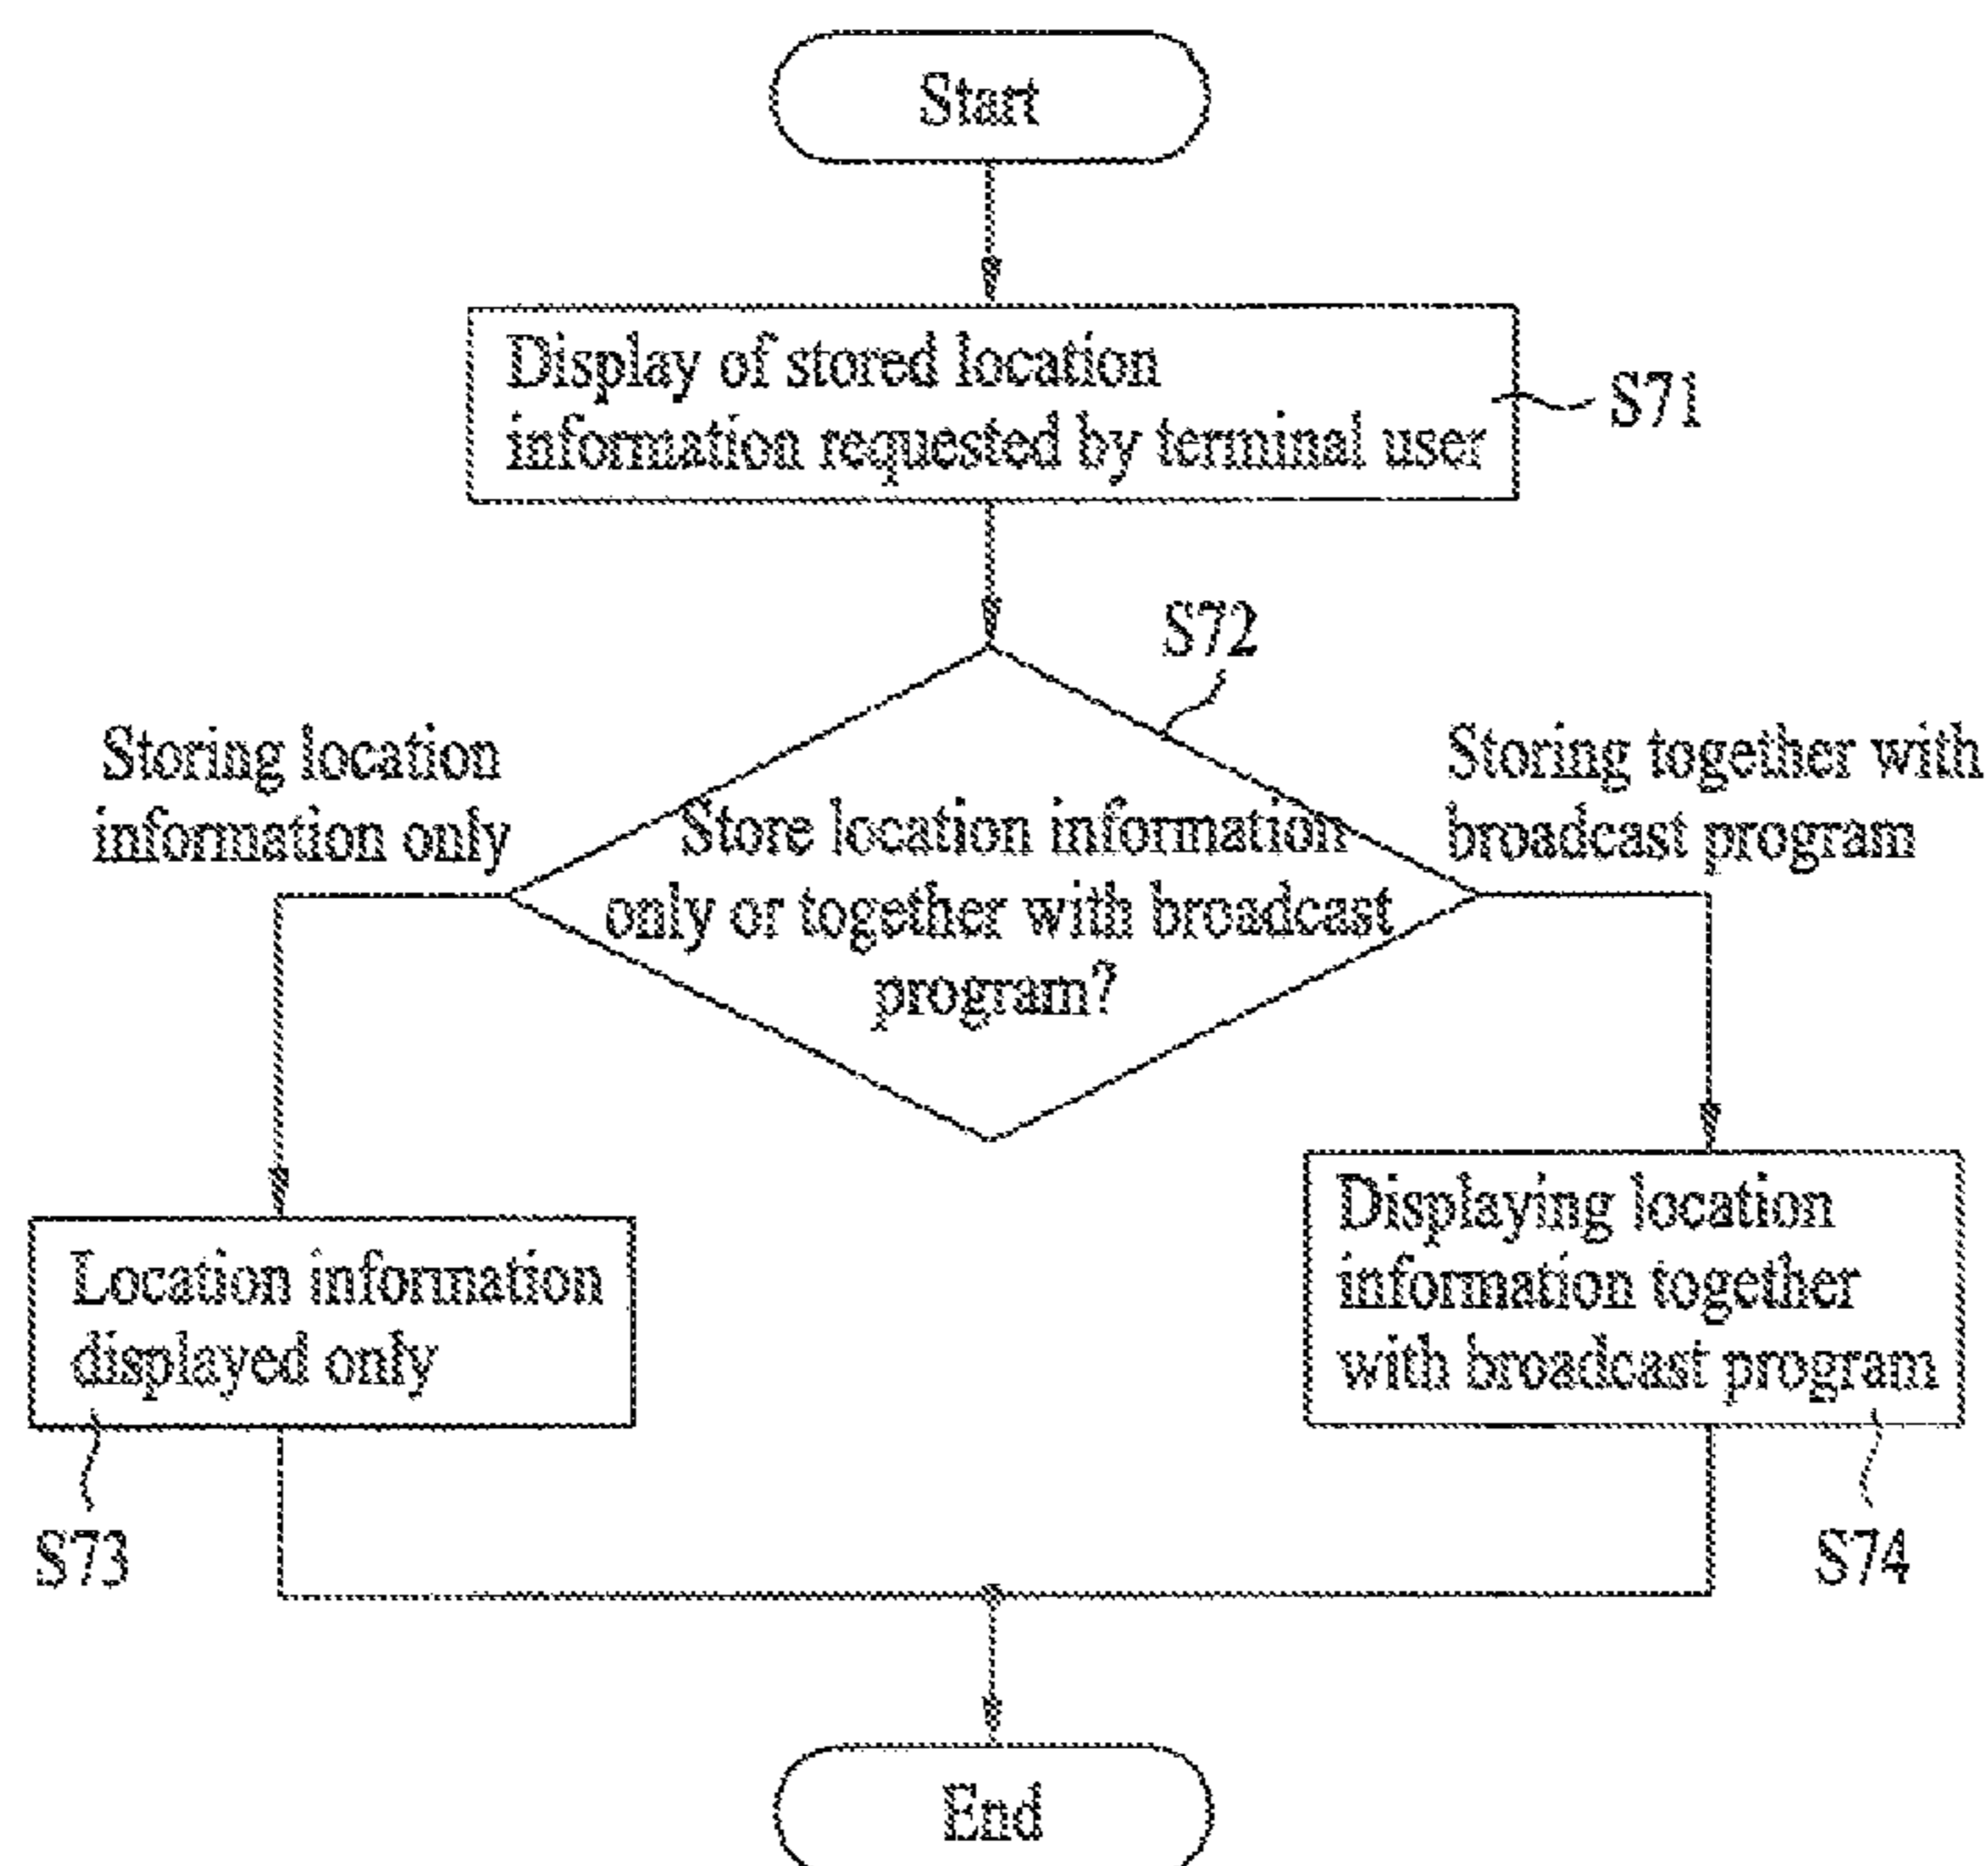 Start
Display of stored location
information requested by terminal user
S71
S72
Storing location
information only
Store location information
only or together with broadcast
program?
Storing together with
broadcast program
Location information
displayed only
S73
Displaying location
information together
with broadcast program
S74
End